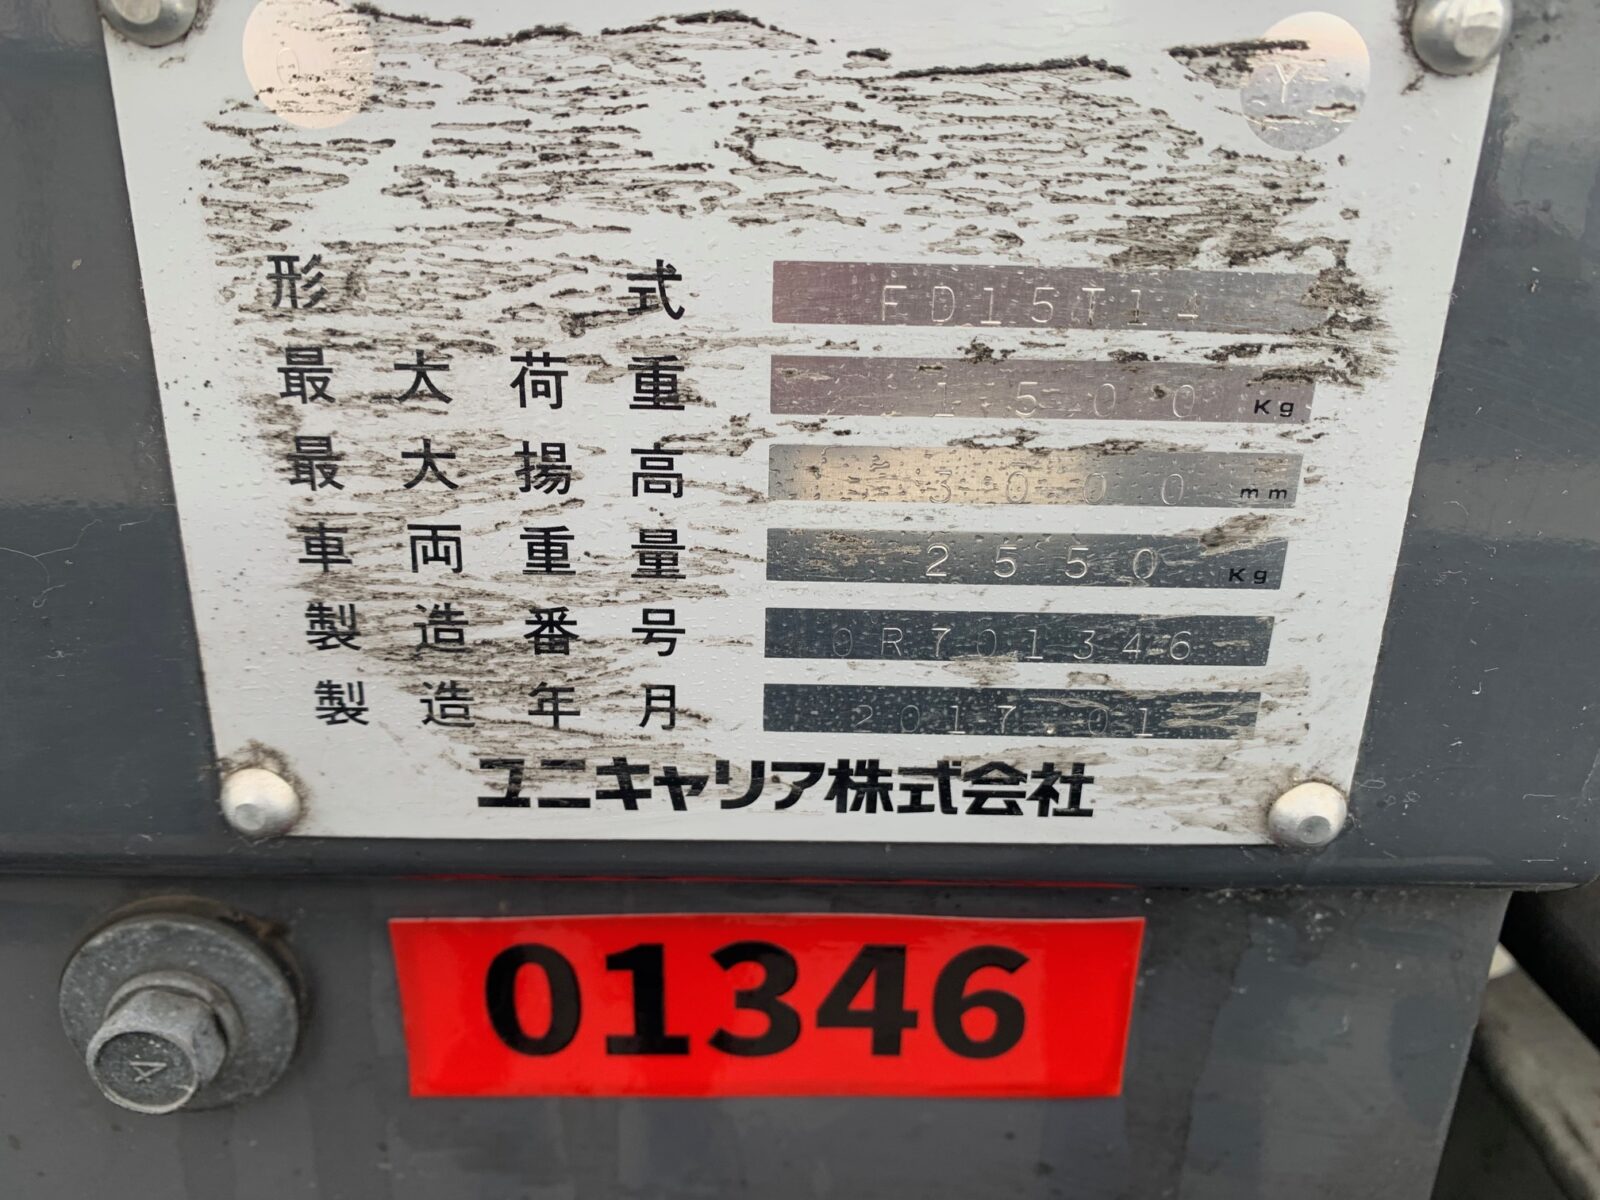 Y
形式 FD15T14
最大荷重 1500 Kg
最大揚高 3000 mm
車両重量 2550 Kg
製造番号 0R701346
製造年月 2017.01
ユニキャリア株式会社
01346
4